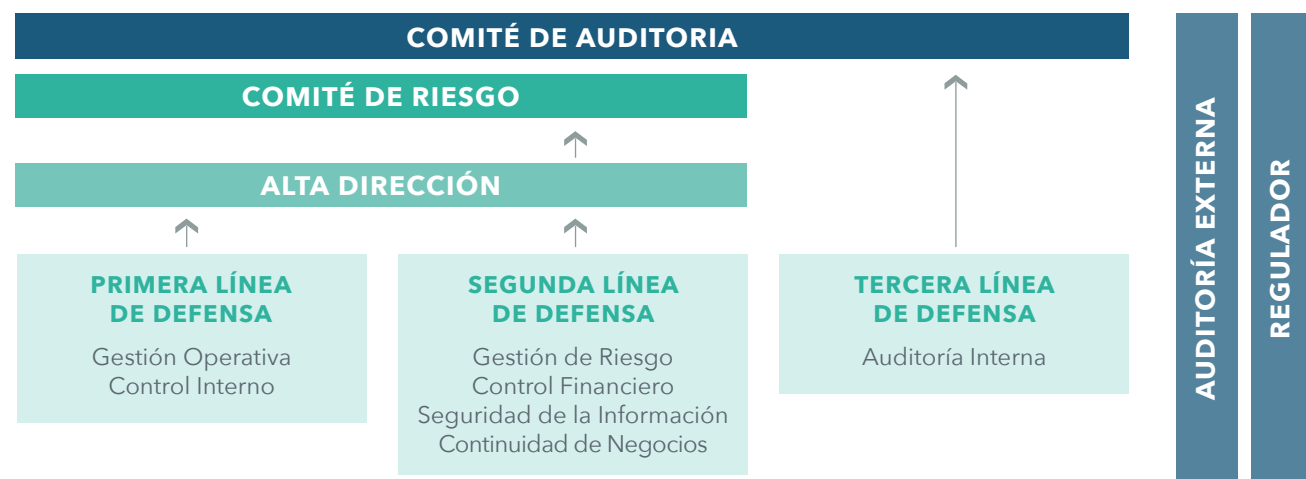 COMITÉ DE AUDITORIA
COMITÉ DE RIESGO
ALTA DIRECCIÓN
PRIMERA LÍNEA
DE DEFENSA
Gestión Operativa
Control Interno
SEGUNDA LÍNEA
DE DEFENSA
Gestión de Riesgo
Control Financiero
Seguridad de la Información
Continuidad de Negocios
TERCERA LÍNEA
DE DEFENSA
Auditoría Interna
AUDITORÍA EXTERNA
REGULADOR